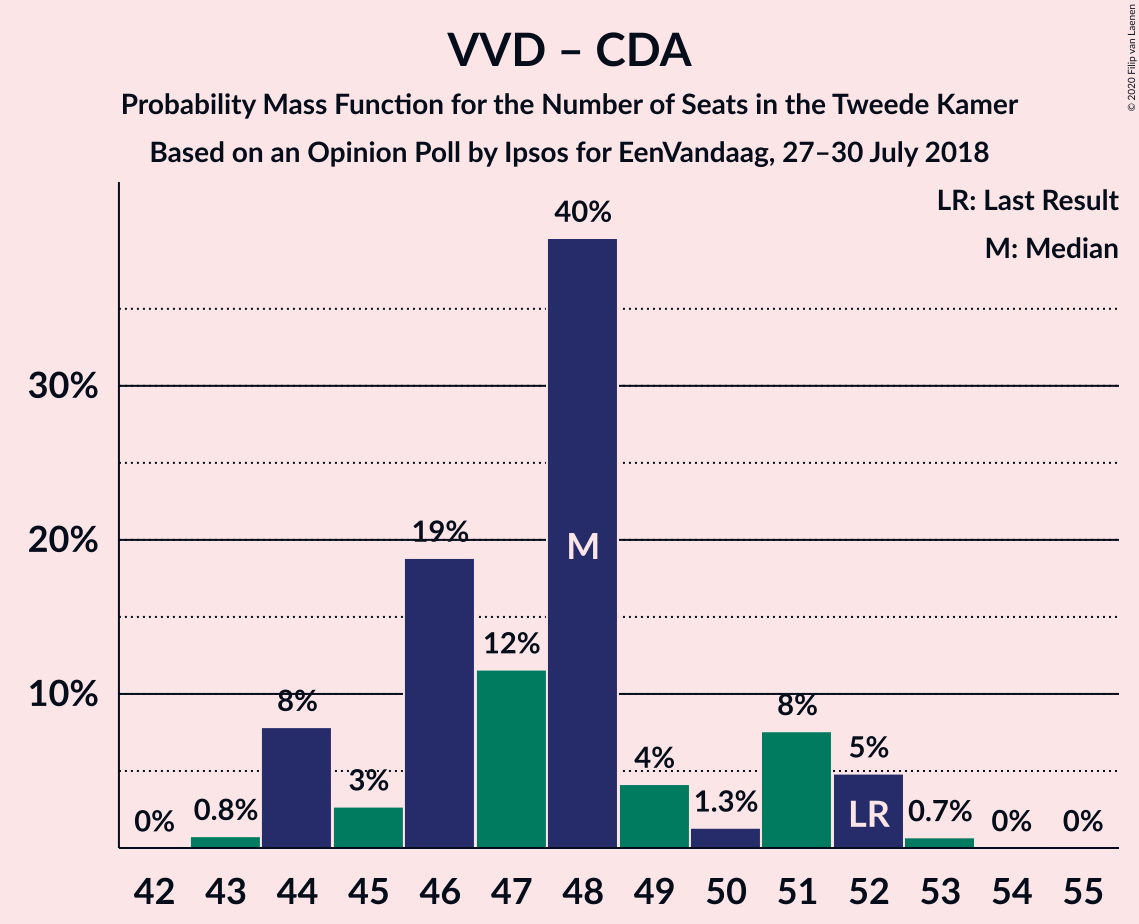 VVD – CDA
Probability Mass Function for the Number of Seats in the Tweede Kamer
Based on an Opinion Poll by Ipsos for EenVandaag, 27–30 July 2018
© 2020 Filip van Laenen
LR: Last Result
M: Median
40%
30%
20%
19%
M
12%
10%
8%
8%
5%
4%
3%
1.3%
0.8%
0.7%
LR
0%
0%
0%
42 43 44 45 46 47 48 49 50 51 52 53 54 55